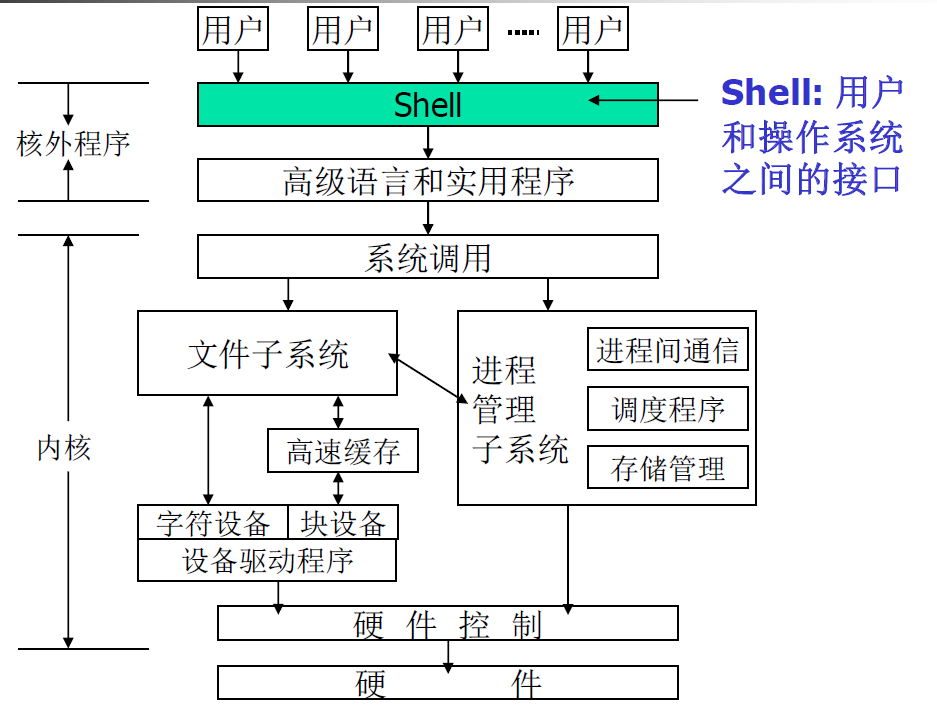 用户 用户 用户 ····· 用户
Shell
Shell: 用户
和操作系统
之间的接口
核外程序
高级语言和实用程序
系统调用
文件子系统
进程
管理
子系统
进程间通信
调度程序
存储管理
内核
高速缓存
字符设备 块设备
设备驱动程序
硬 件 控 制
硬 件